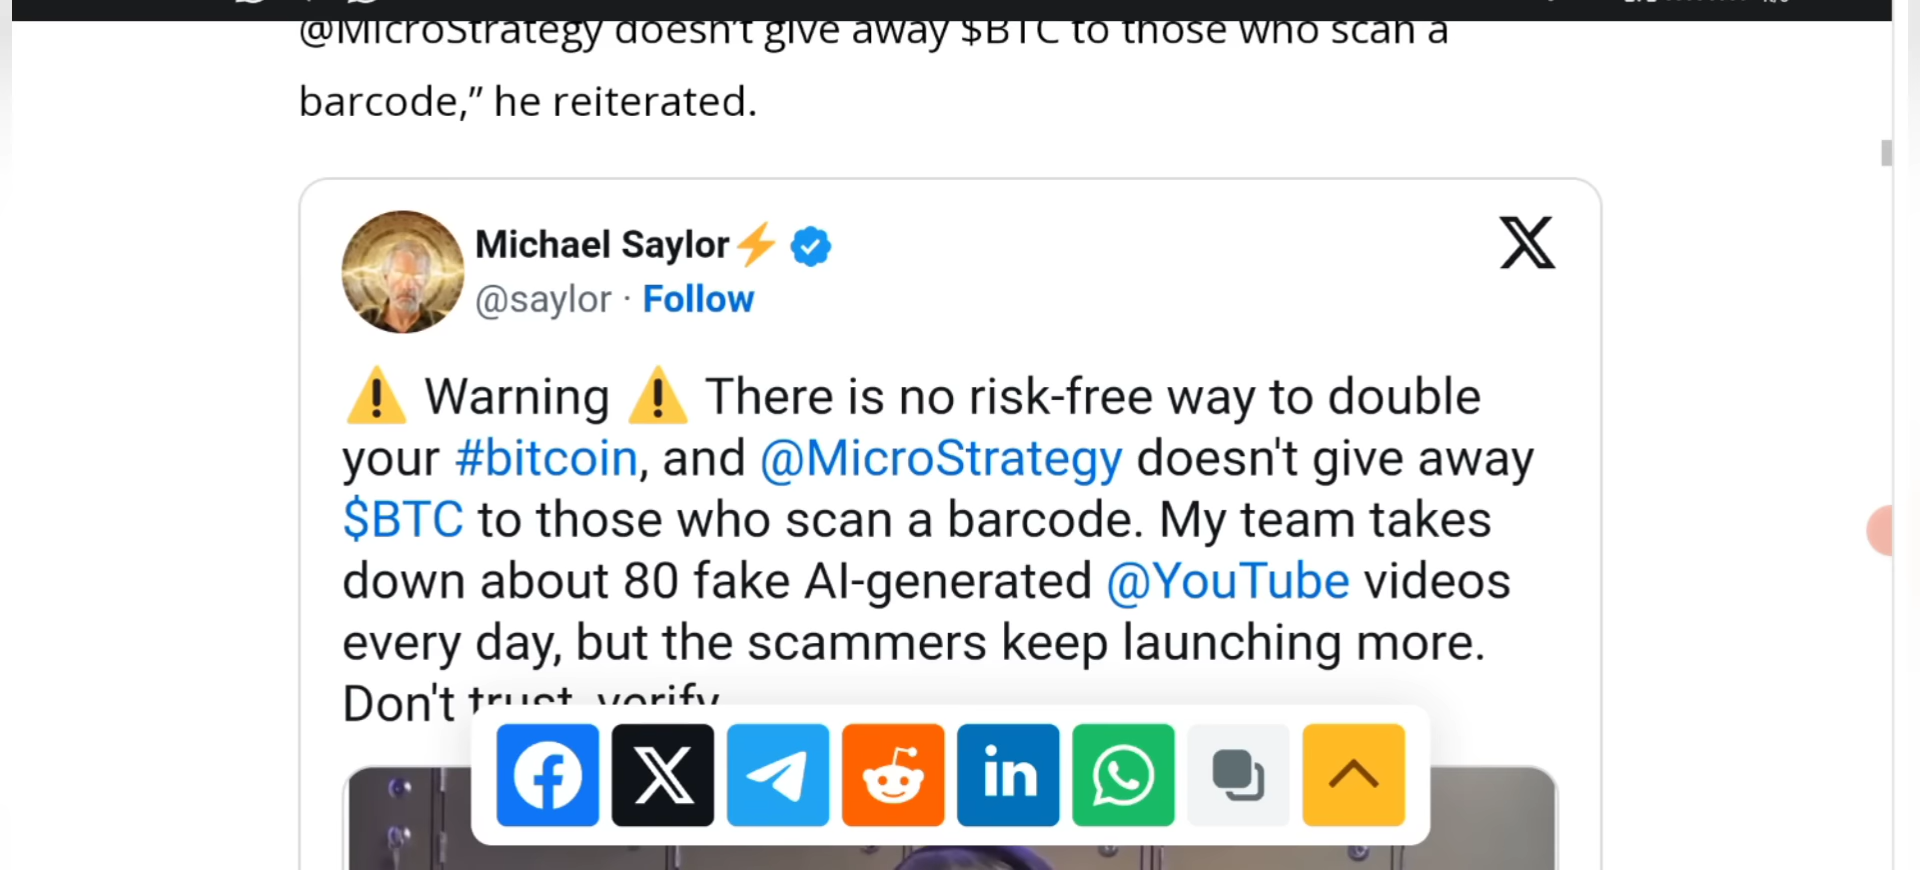 @MicroStrategy doesn’t give away $BTC to those who scan a
barcode,” he reiterated.
Michael Saylor⚡
@saylor · Follow
⚠️ Warning ⚠️ There is no risk-free way to double
your #bitcoin, and @MicroStrategy doesn't give away
$BTC to those who scan a barcode. My team takes
down about 80 fake AI-generated @YouTube videos
every day, but the scammers keep launching more.
Don't trust, verify